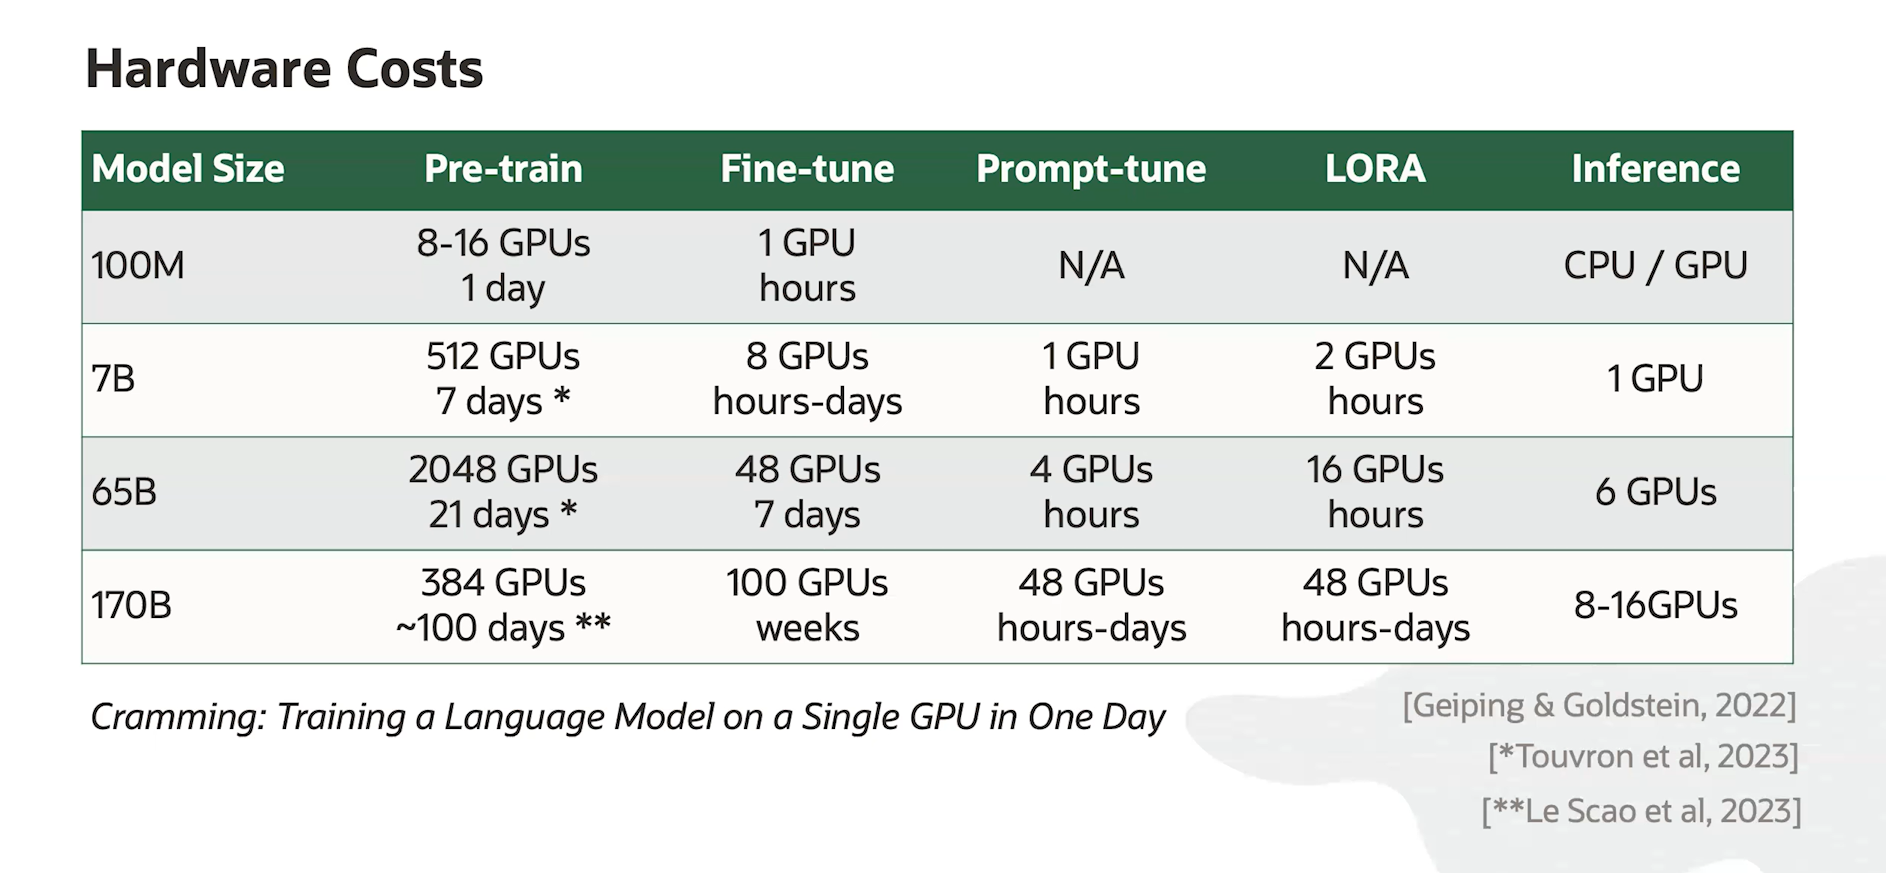 Hardware Costs
Model Size Pre-train Fine-tune Prompt-tune LORA Inference
100M 8-16 GPUs 1 day 1 GPU hours N/A N/A CPU / GPU
7B 512 GPUs 7 days * 8 GPUs hours-days 1 GPU hours 2 GPUs hours 1 GPU
65B 2048 GPUs 21 days * 48 GPUs 7 days 4 GPUs hours 16 GPUs hours 6 GPUs
170B 384 GPUs ~100 days ** 100 GPUs weeks 48 GPUs hours-days 48 GPUs hours-days 8-16GPUs
Cramming: Training a Language Model on a Single GPU in One Day
[Geiping & Goldstein, 2022]
[*Touvron et al, 2023]
[**Le Scao et al, 2023]